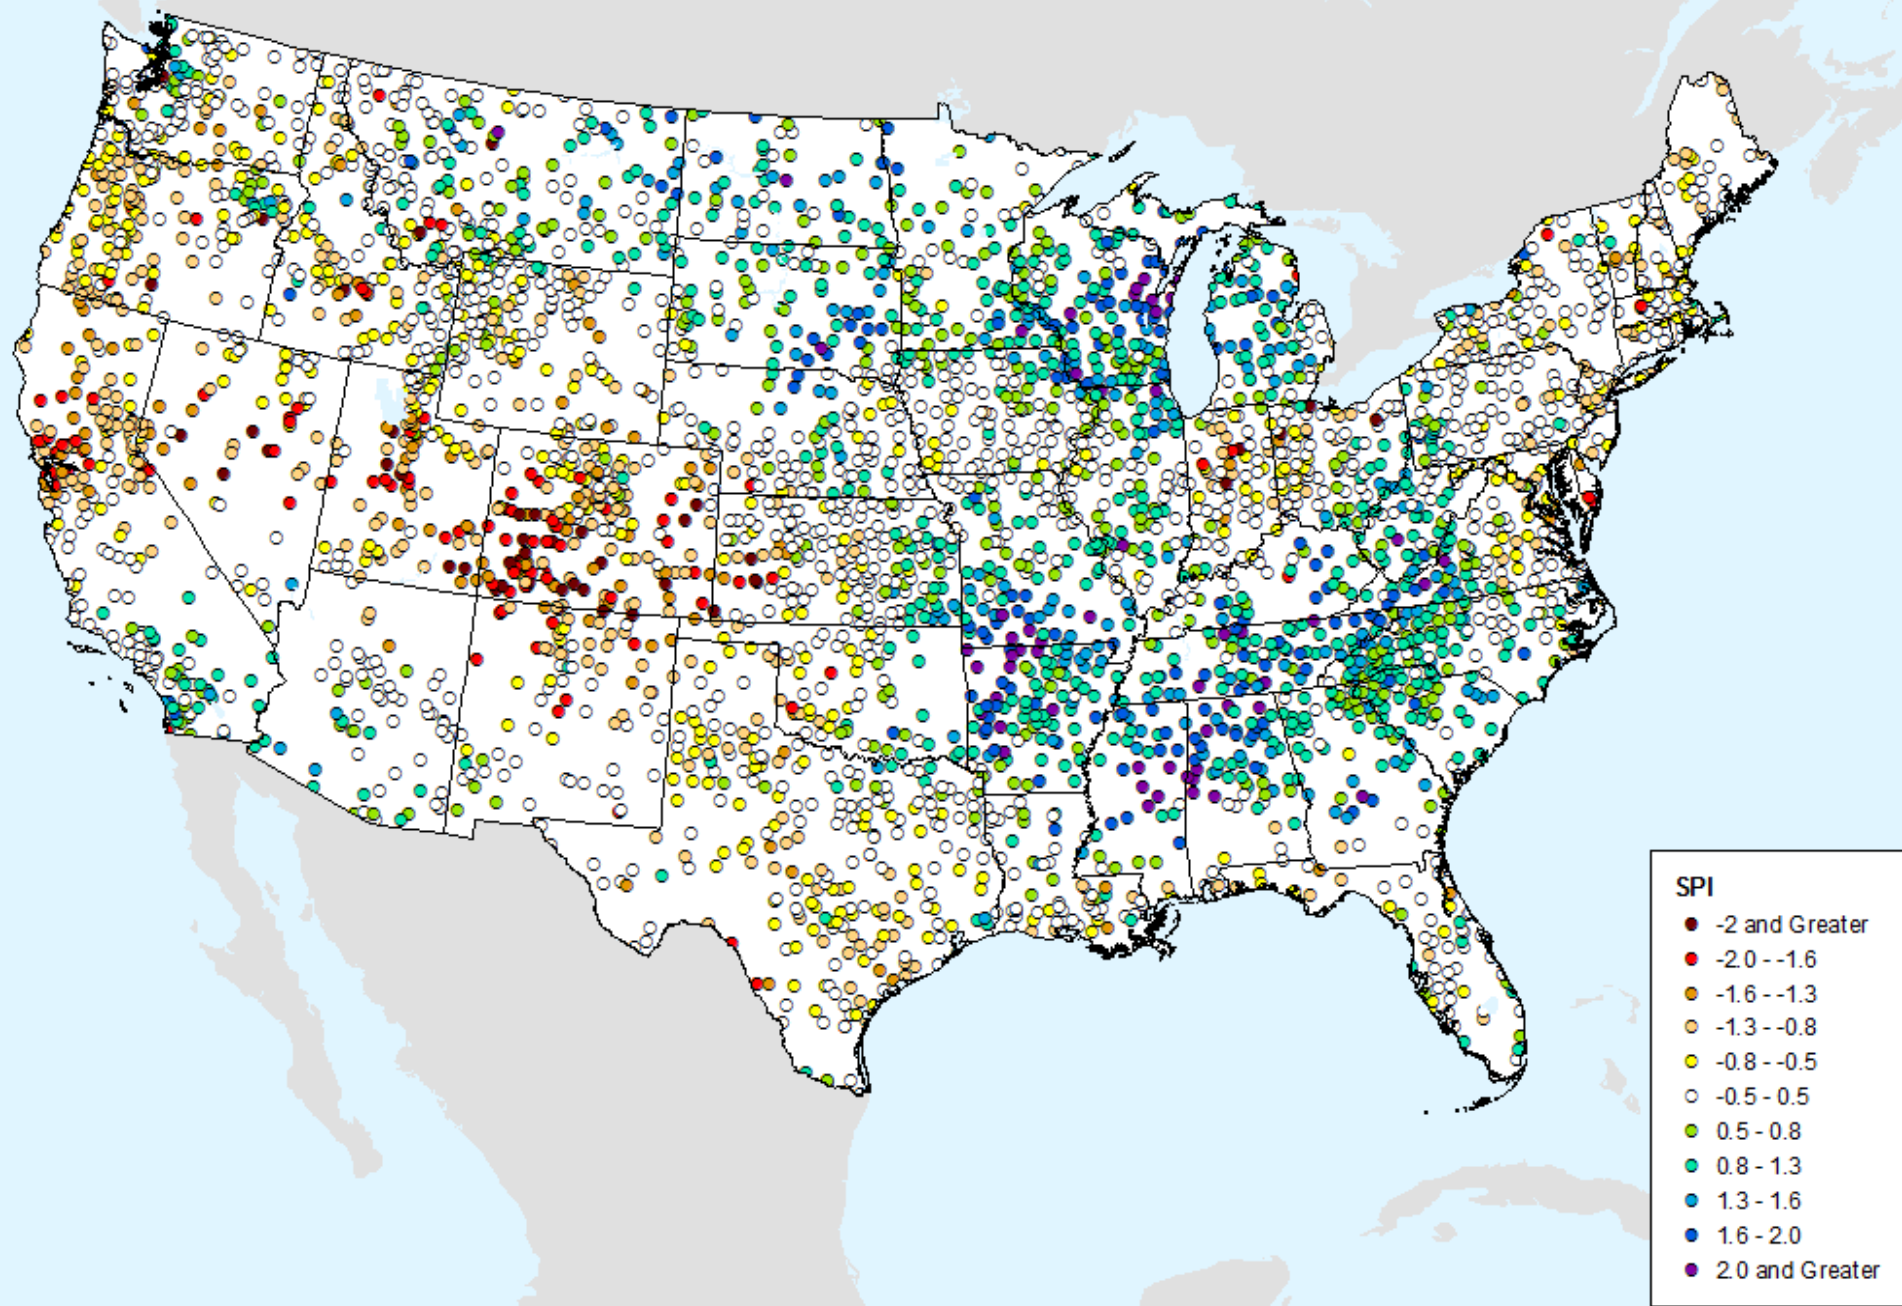 SPI
-2 and Greater
-2.0 - -1.6
-1.6 - -1.3
-1.3 - -0.8
-0.8 - -0.5
-0.5 - 0.5
0.5 - 0.8
0.8 - 1.3
1.3 - 1.6
1.6 - 2.0
2.0 and Greater